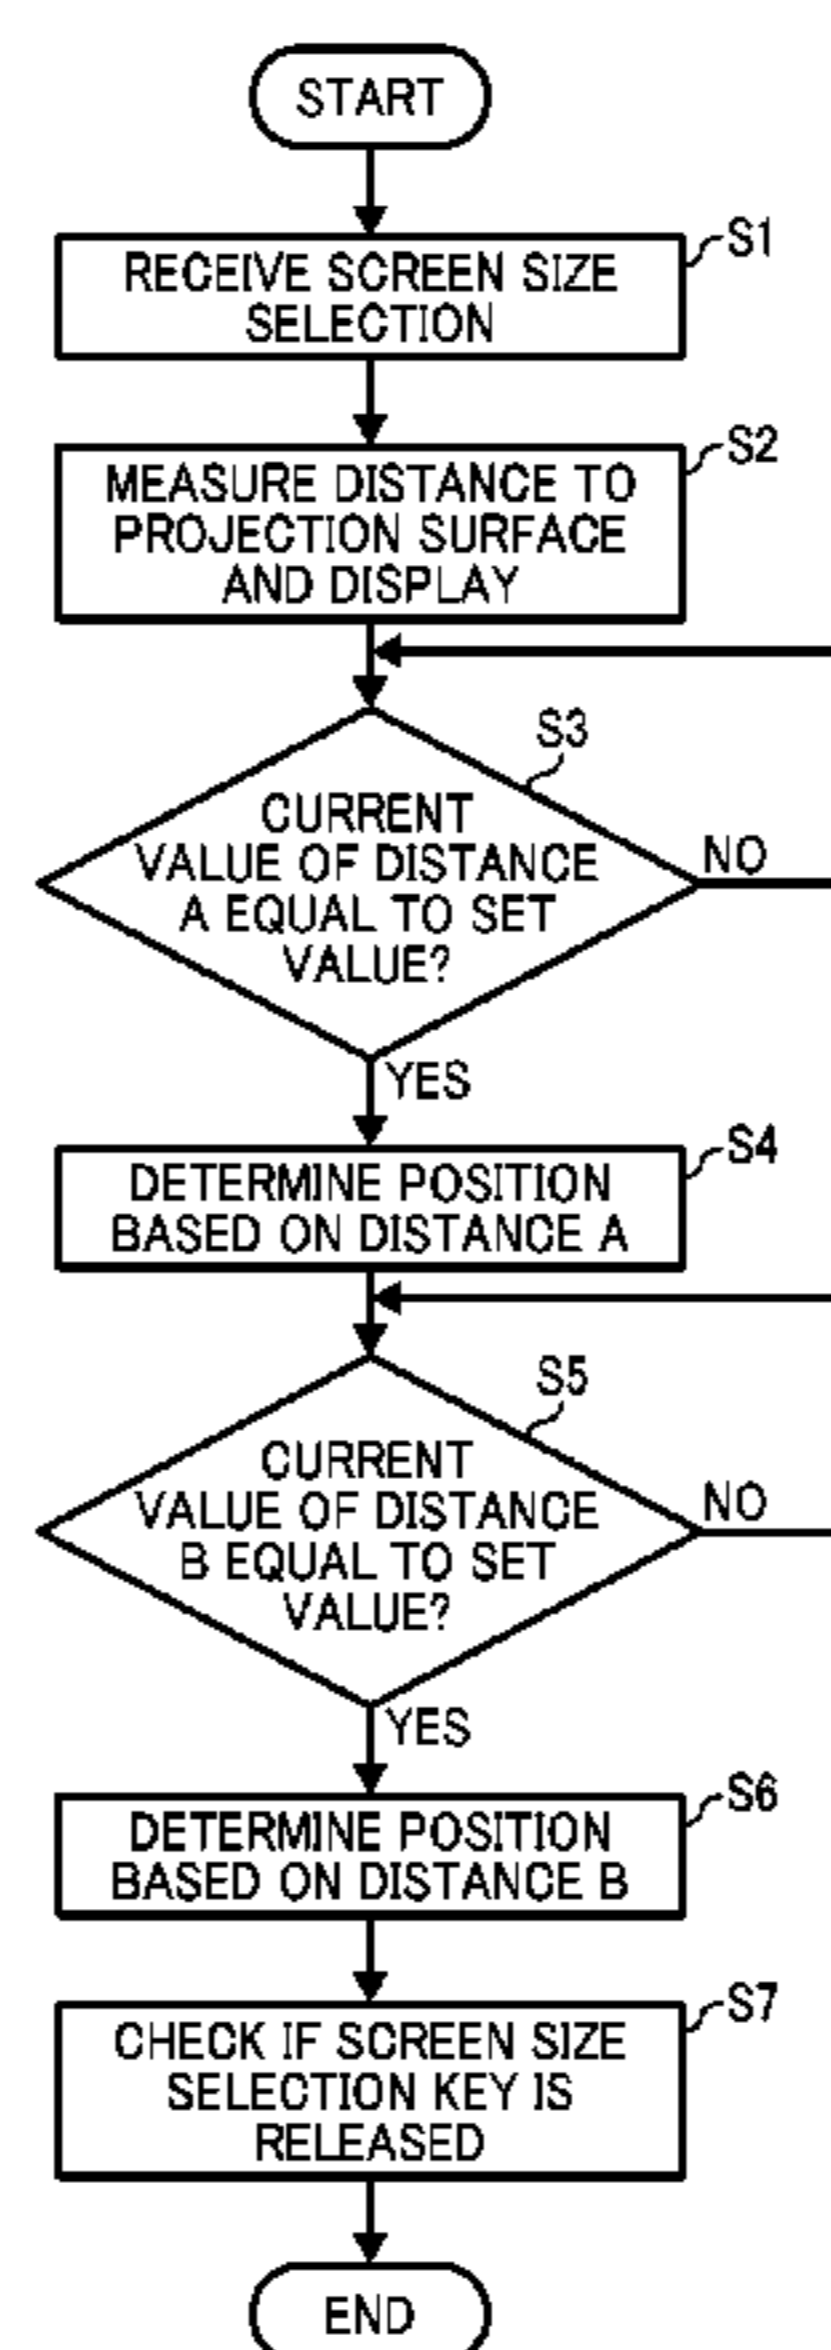 START
S1
RECEIVE SCREEN SIZE
SELECTION
S2
MEASURE DISTANCE TO
PROJECTION SURFACE
AND DISPLAY
S3
CURRENT
VALUE OF DISTANCE
A EQUAL TO SET
VALUE?
NO
YES
S4
DETERMINE POSITION
BASED ON DISTANCE A
S5
CURRENT
VALUE OF DISTANCE
B EQUAL TO SET
VALUE?
NO
YES
S6
DETERMINE POSITION
BASED ON DISTANCE B
S7
CHECK IF SCREEN SIZE
SELECTION KEY IS
RELEASED
END